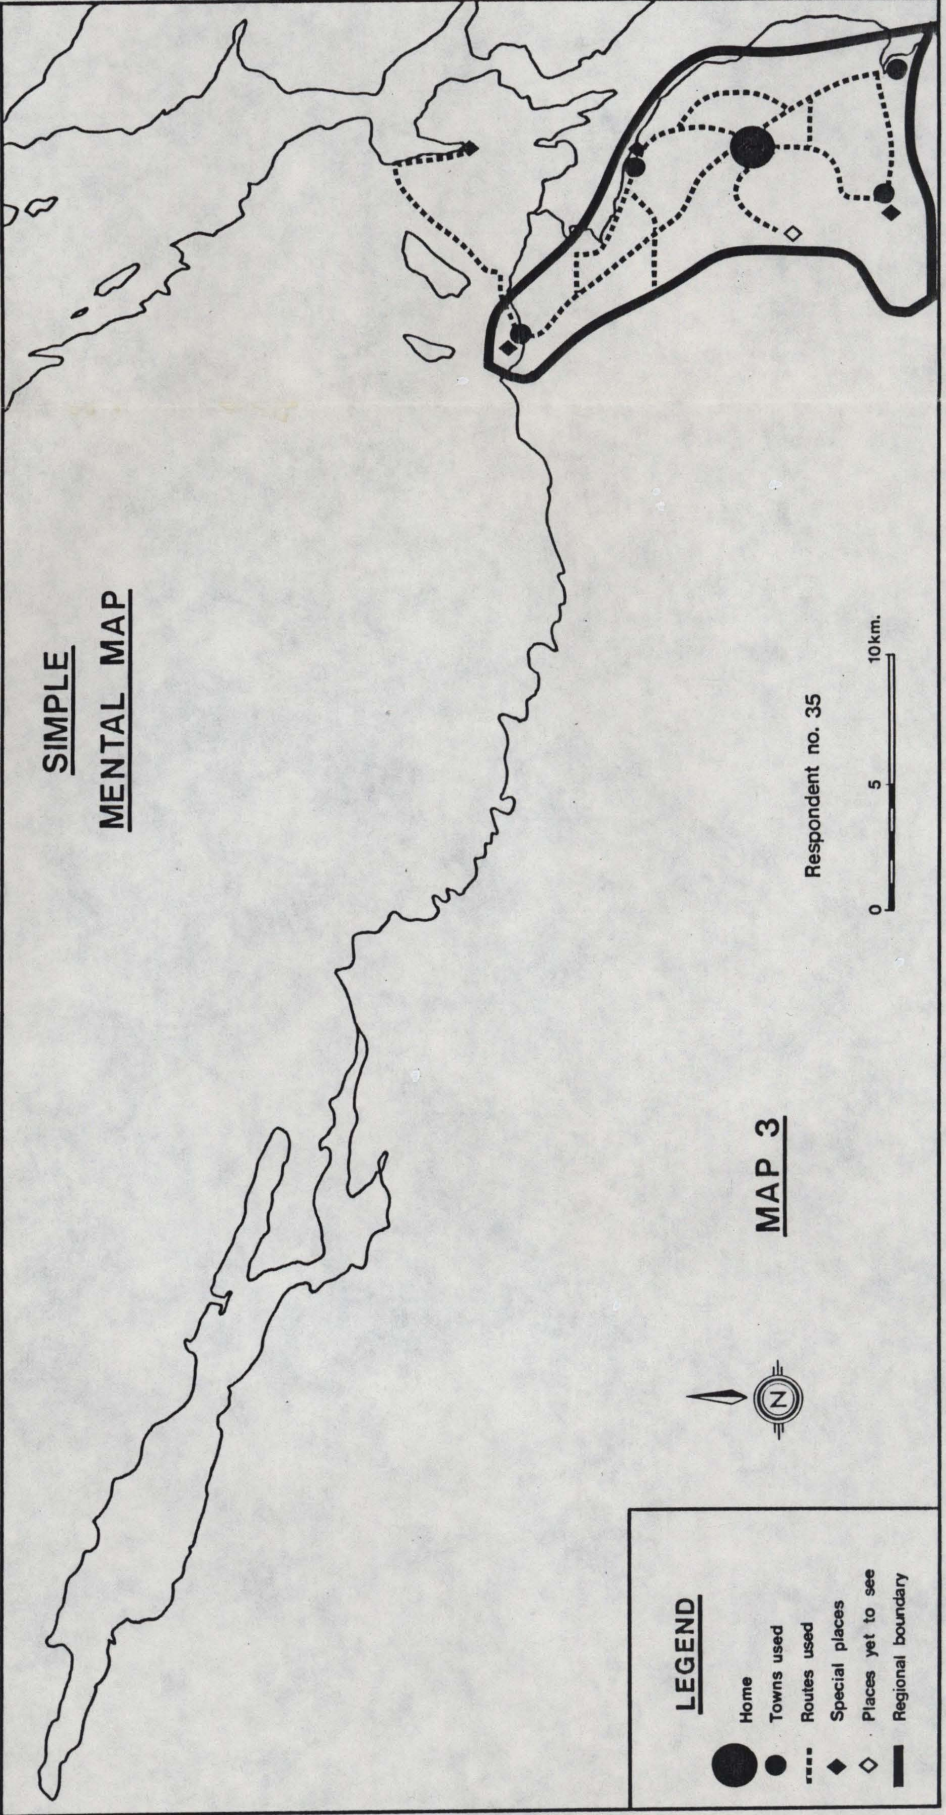 SIMPLE
MENTAL MAP
Respondent no. 35
0 5 10km.
MAP 3
N
LEGEND
Home
Towns used
Routes used
Special places
Places yet to see
Regional boundary